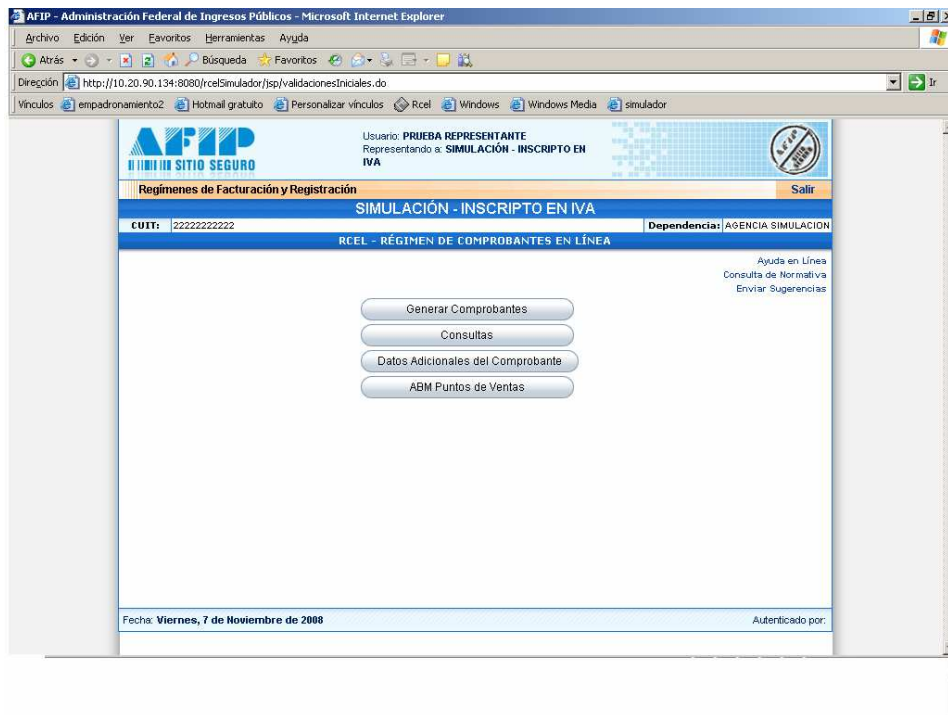 AFIP - Administración Federal de Ingresos Públicos - Microsoft Internet Explorer
Archivo Edición Ver Favoritos Herramientas Ayuda
Atrás Búsqueda Favoritos
Dirección http://10.20.90.134:8080/rcelSimulador/jsp/validacionesIniciales.do Ir
Vínculos empadronamiento2 Hotmail gratuito Personalizar vínculos Rcel Windows Windows Media simulador
AFIP
SITIO SEGURO
Usuario: PRUEBA REPRESENTANTE
Representando a: SIMULACIÓN - INSCRIPTO EN
IVA
Regímenes de Facturación y Registración Salir
SIMULACIÓN - INSCRIPTO EN IVA
CUIT: 22222222222 Dependencia: AGENCIA SIMULACION
RCEL - RÉGIMEN DE COMPROBANTES EN LÍNEA
Ayuda en Línea
Consulta de Normativa
Enviar Sugerencias
Generar Comprobantes
Consultas
Datos Adicionales del Comprobante
ABM Puntos de Ventas
Fecha: Viernes, 7 de Noviembre de 2008 Autenticado por: